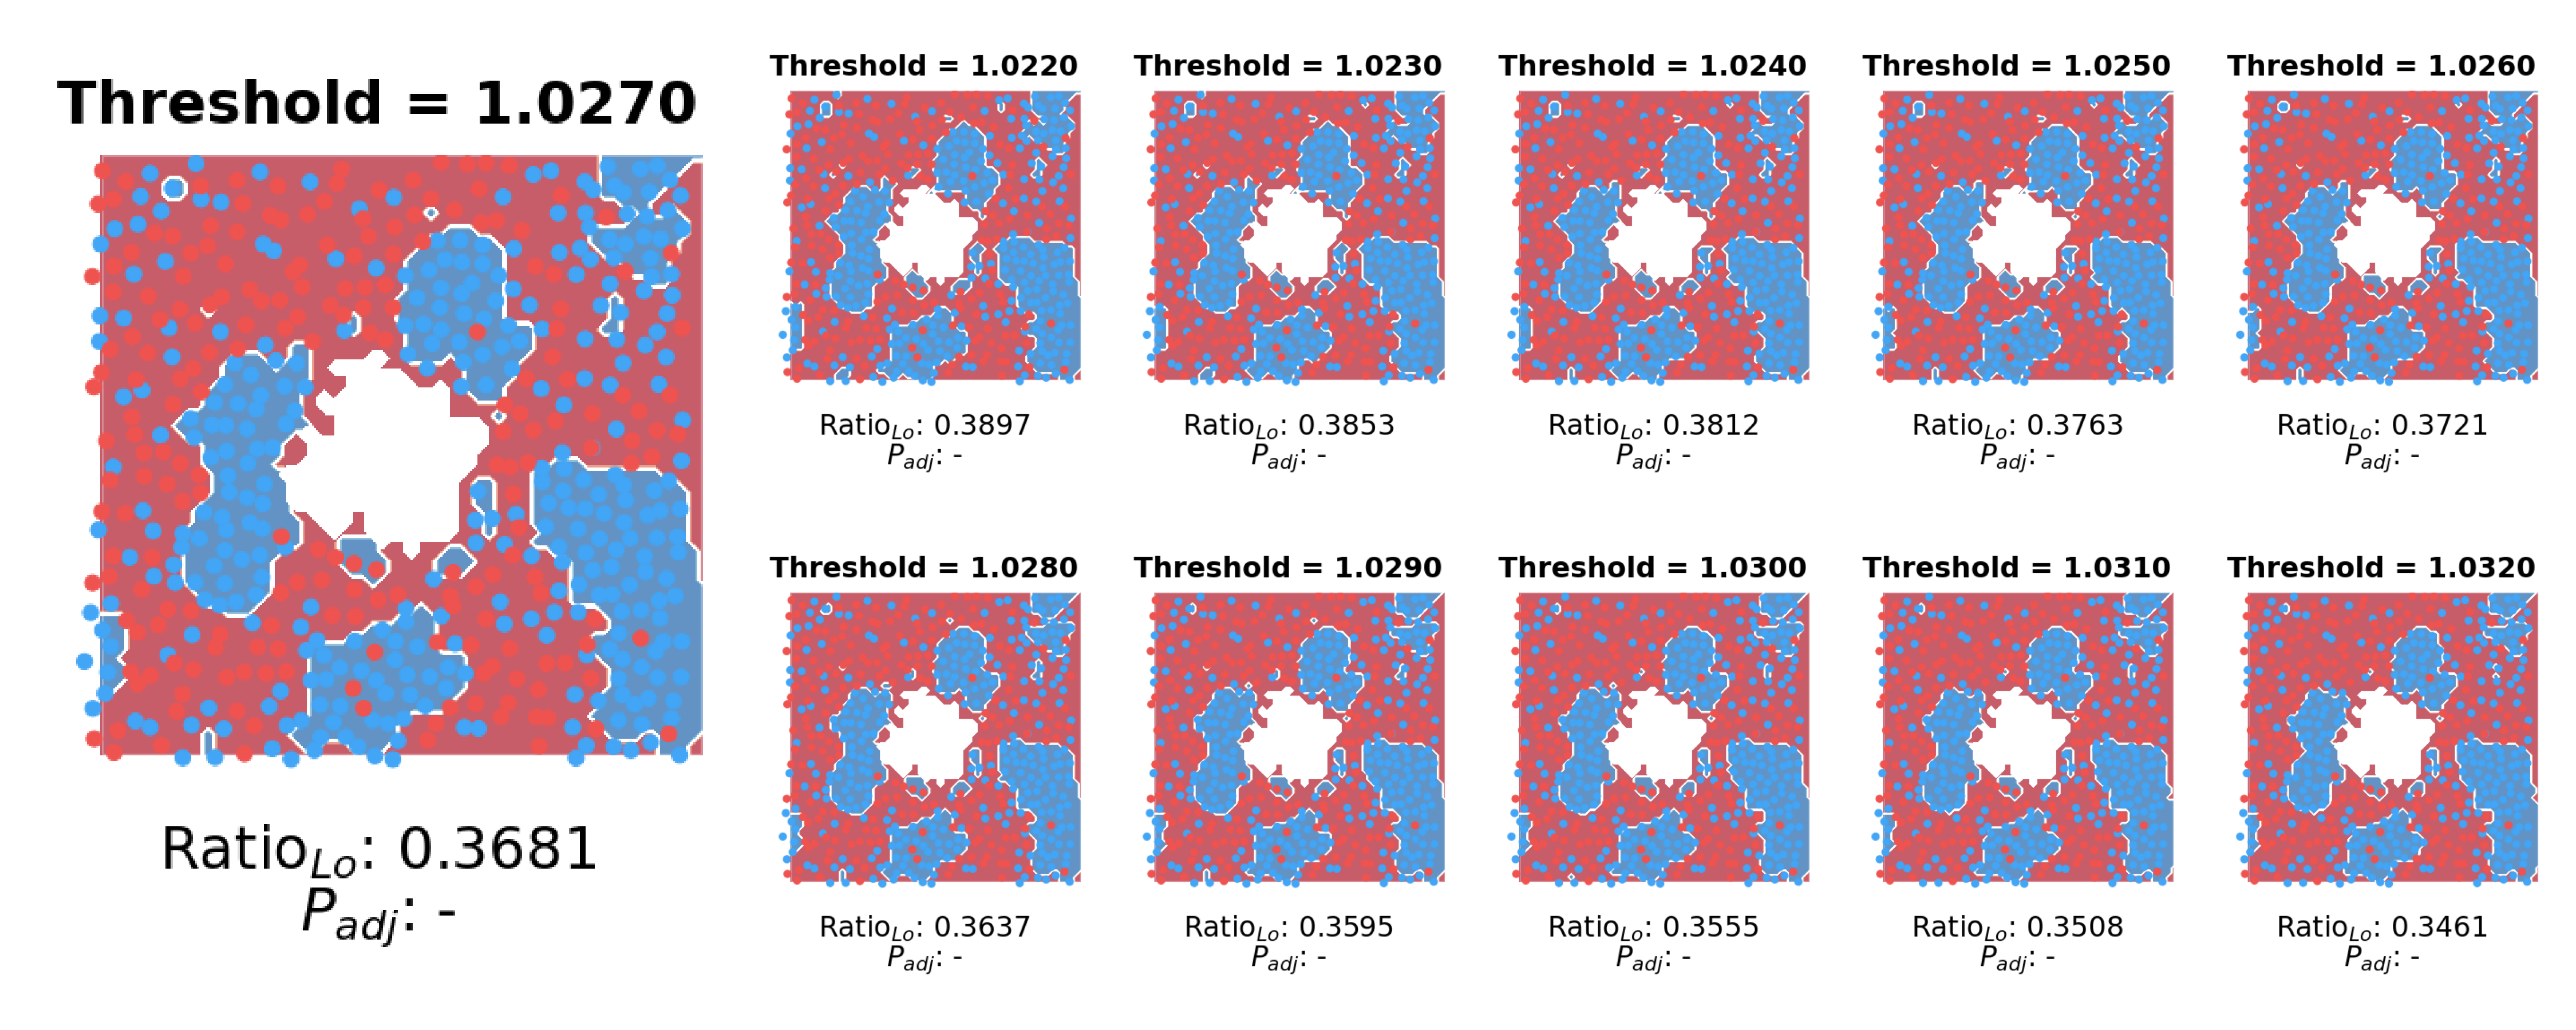 Threshold = 1.0270
Ratio_Lo: 0.3681
P_adj: -
Threshold = 1.0220
Ratio_Lo: 0.3897
P_adj: -
Threshold = 1.0230
Ratio_Lo: 0.3853
P_adj: -
Threshold = 1.0240
Ratio_Lo: 0.3812
P_adj: -
Threshold = 1.0250
Ratio_Lo: 0.3763
P_adj: -
Threshold = 1.0260
Ratio_Lo: 0.3721
P_adj: -
Threshold = 1.0280
Ratio_Lo: 0.3637
P_adj: -
Threshold = 1.0290
Ratio_Lo: 0.3595
P_adj: -
Threshold = 1.0300
Ratio_Lo: 0.3555
P_adj: -
Threshold = 1.0310
Ratio_Lo: 0.3508
P_adj: -
Threshold = 1.0320
Ratio_Lo: 0.3461
P_adj: -